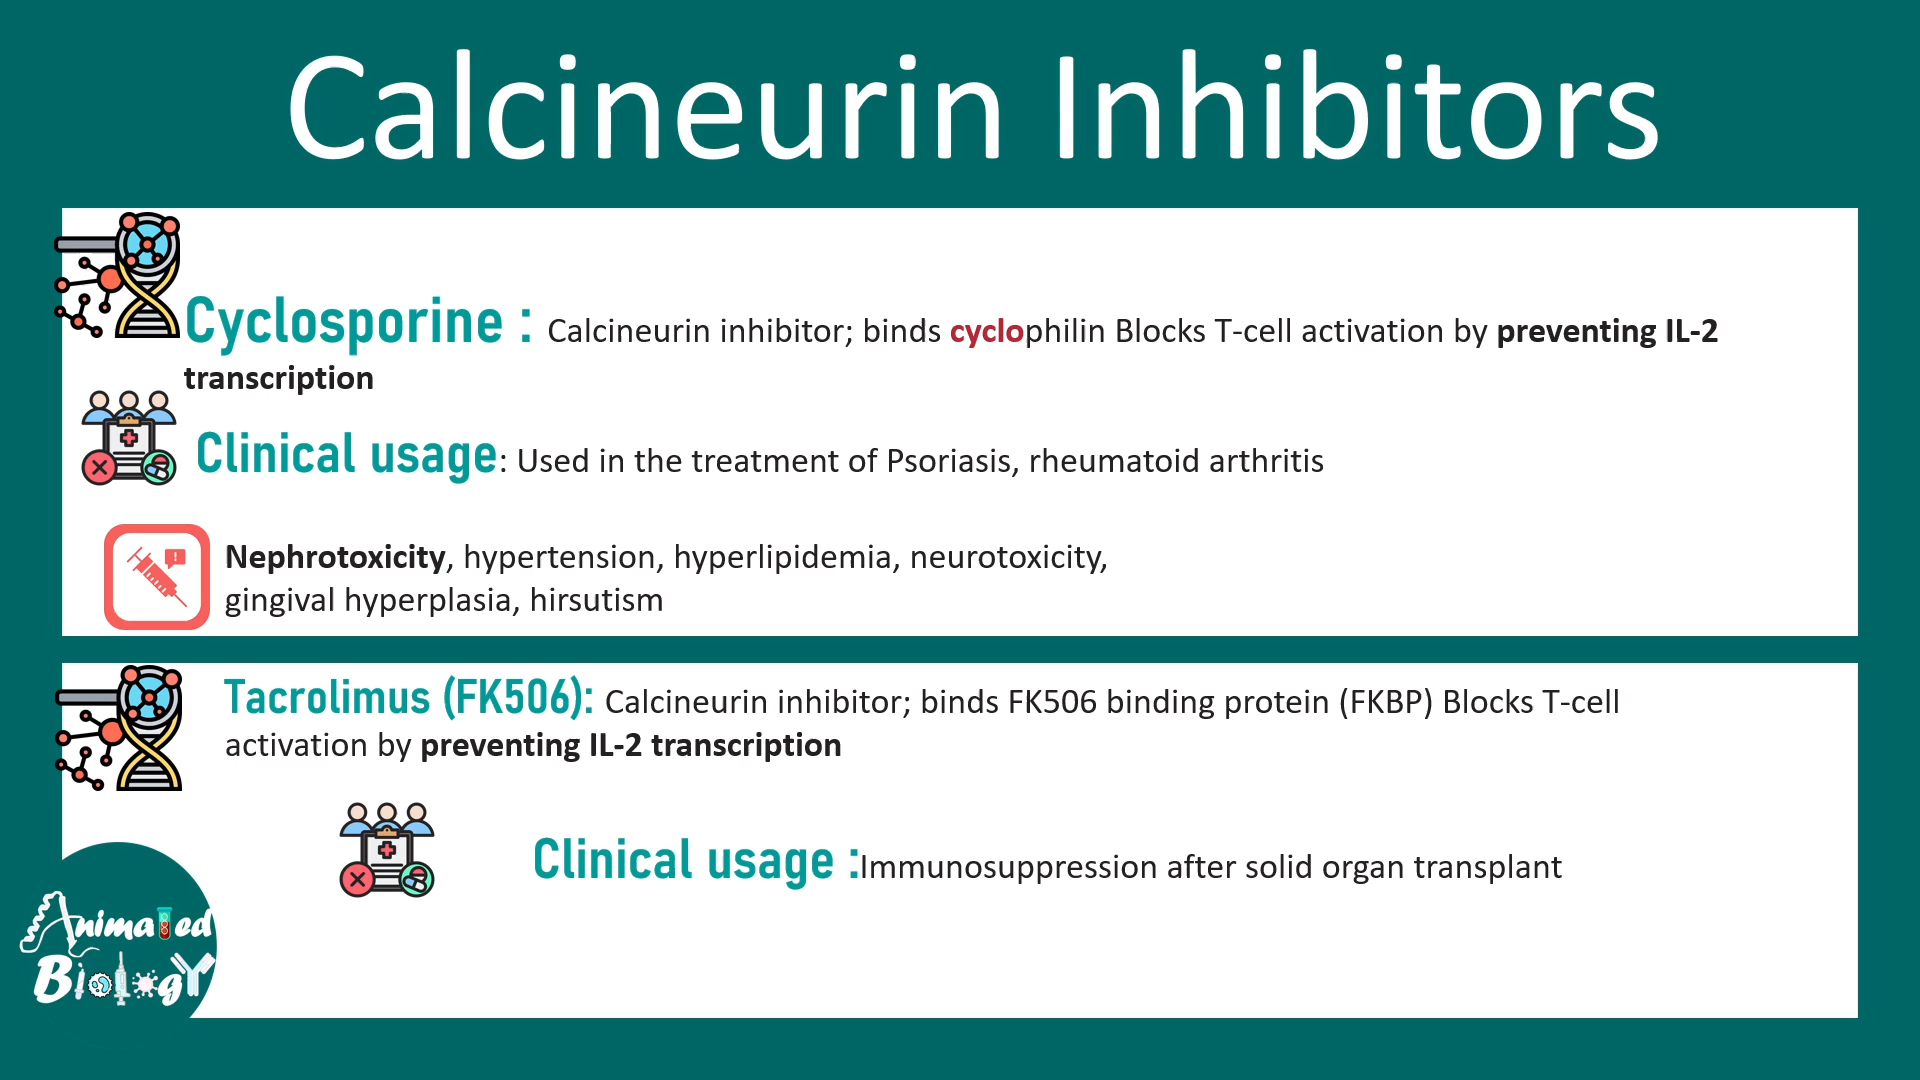 Calcineurin Inhibitors
Cyclosporine : Calcineurin inhibitor; binds cyclophilin Blocks T-cell activation by preventing IL-2
transcription
Clinical usage: Used in the treatment of Psoriasis, rheumatoid arthritis
Nephrotoxicity, hypertension, hyperlipidemia, neurotoxicity,
gingival hyperplasia, hirsutism
Tacrolimus (FK506): Calcineurin inhibitor; binds FK506 binding protein (FKBP) Blocks T-cell
activation by preventing IL-2 transcription
Clinical usage :Immunosuppression after solid organ transplant
Animated
Biology